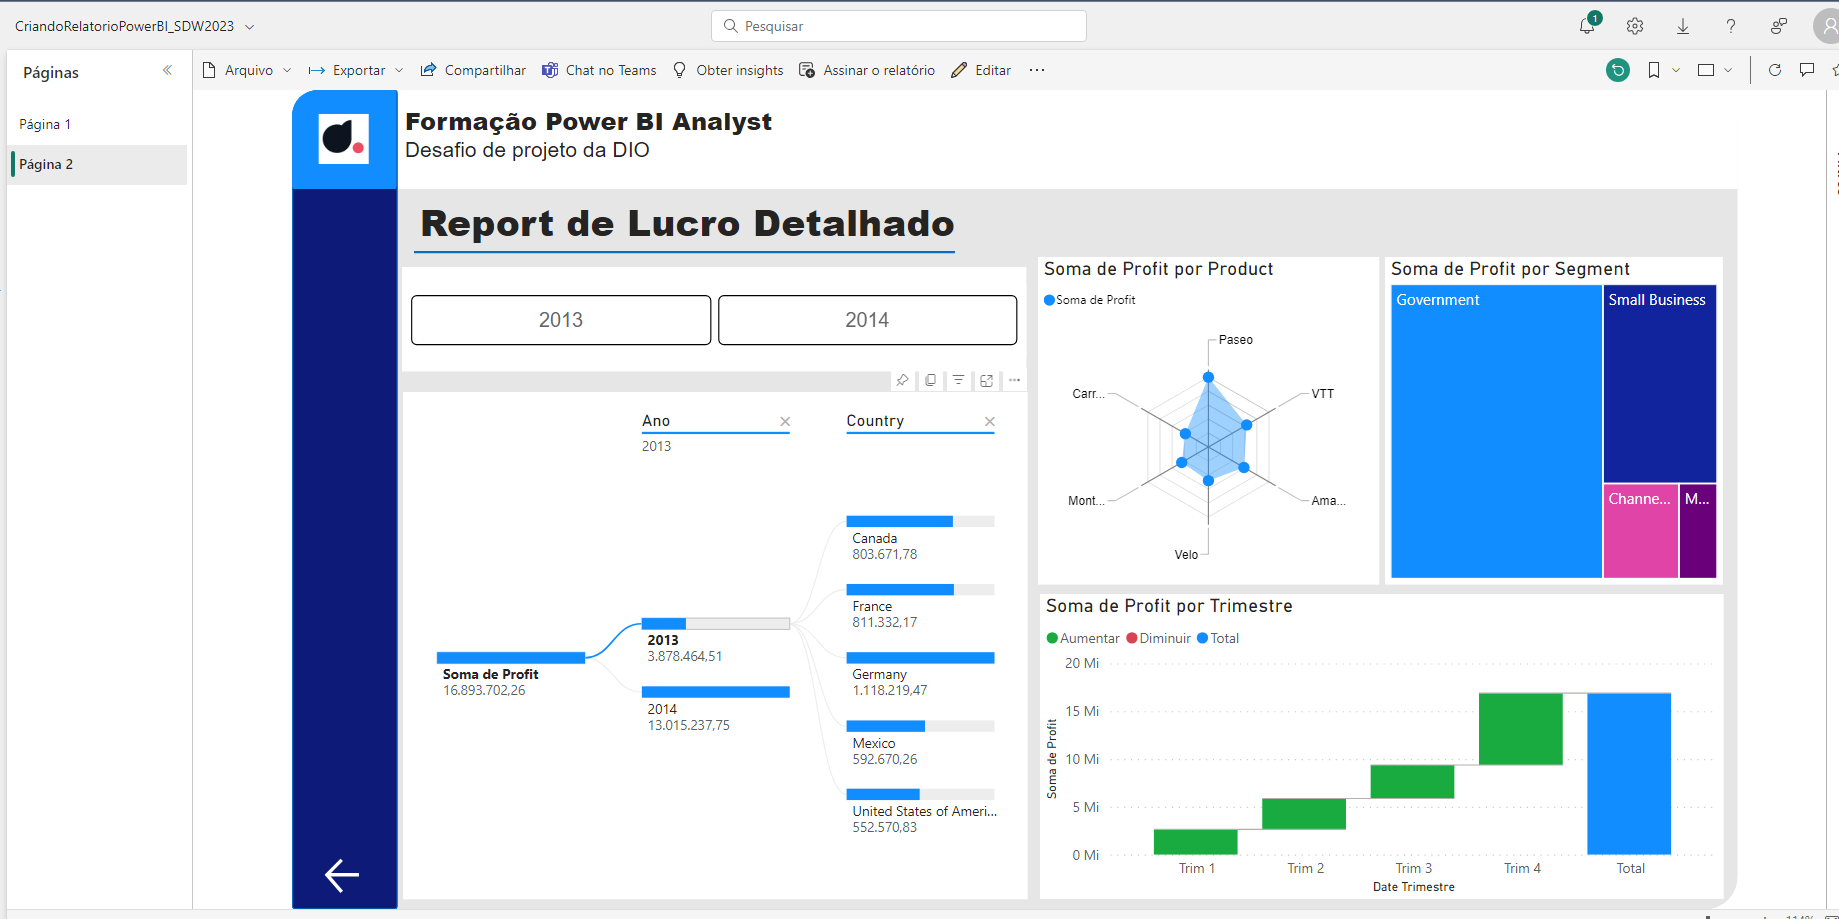 CriandoRelatorioPowerBI_SDW2023
Pesquisar
1
Páginas
Arquivo
Exportar
Compartilhar
Chat no Teams
Obter insights
Assinar o relatório
Editar
Página 1
Página 2
Formação Power BI Analyst
Desafio de projeto da DIO
Report de Lucro Detalhado
2013
2014
Ano
2013
Country
Soma de Profit
16.893.702,26
2013
3.878.464,51
2014
13.015.237,75
Canada
803.671,78
France
811.332,17
Germany
1.118.219,47
Mexico
592.670,26
United States of Ameri...
552.570,83
Soma de Profit por Product
Soma de Profit
Paseo
VTT
Ama...
Velo
Mont...
Carr...
Soma de Profit por Segment
Government
Small Business
Channe...
M...
Soma de Profit por Trimestre
Aumentar Diminuir Total
Soma de Profit
20 Mi
15 Mi
10 Mi
5 Mi
0 Mi
Trim 1 Trim 2 Trim 3 Trim 4 Total
Date Trimestre